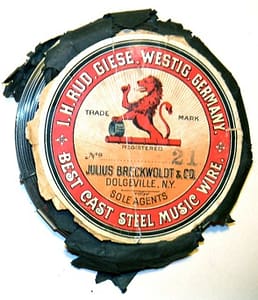 I.H. RUD GIESE. WESTIG GERMANY.
TRADE MARK
REGISTERED
No 21
JULIUS BRECKWOLDT & CO.
DOLGEVILLE, N.Y.
SOLE AGENTS
BEST CAST STEEL MUSIC WIRE.